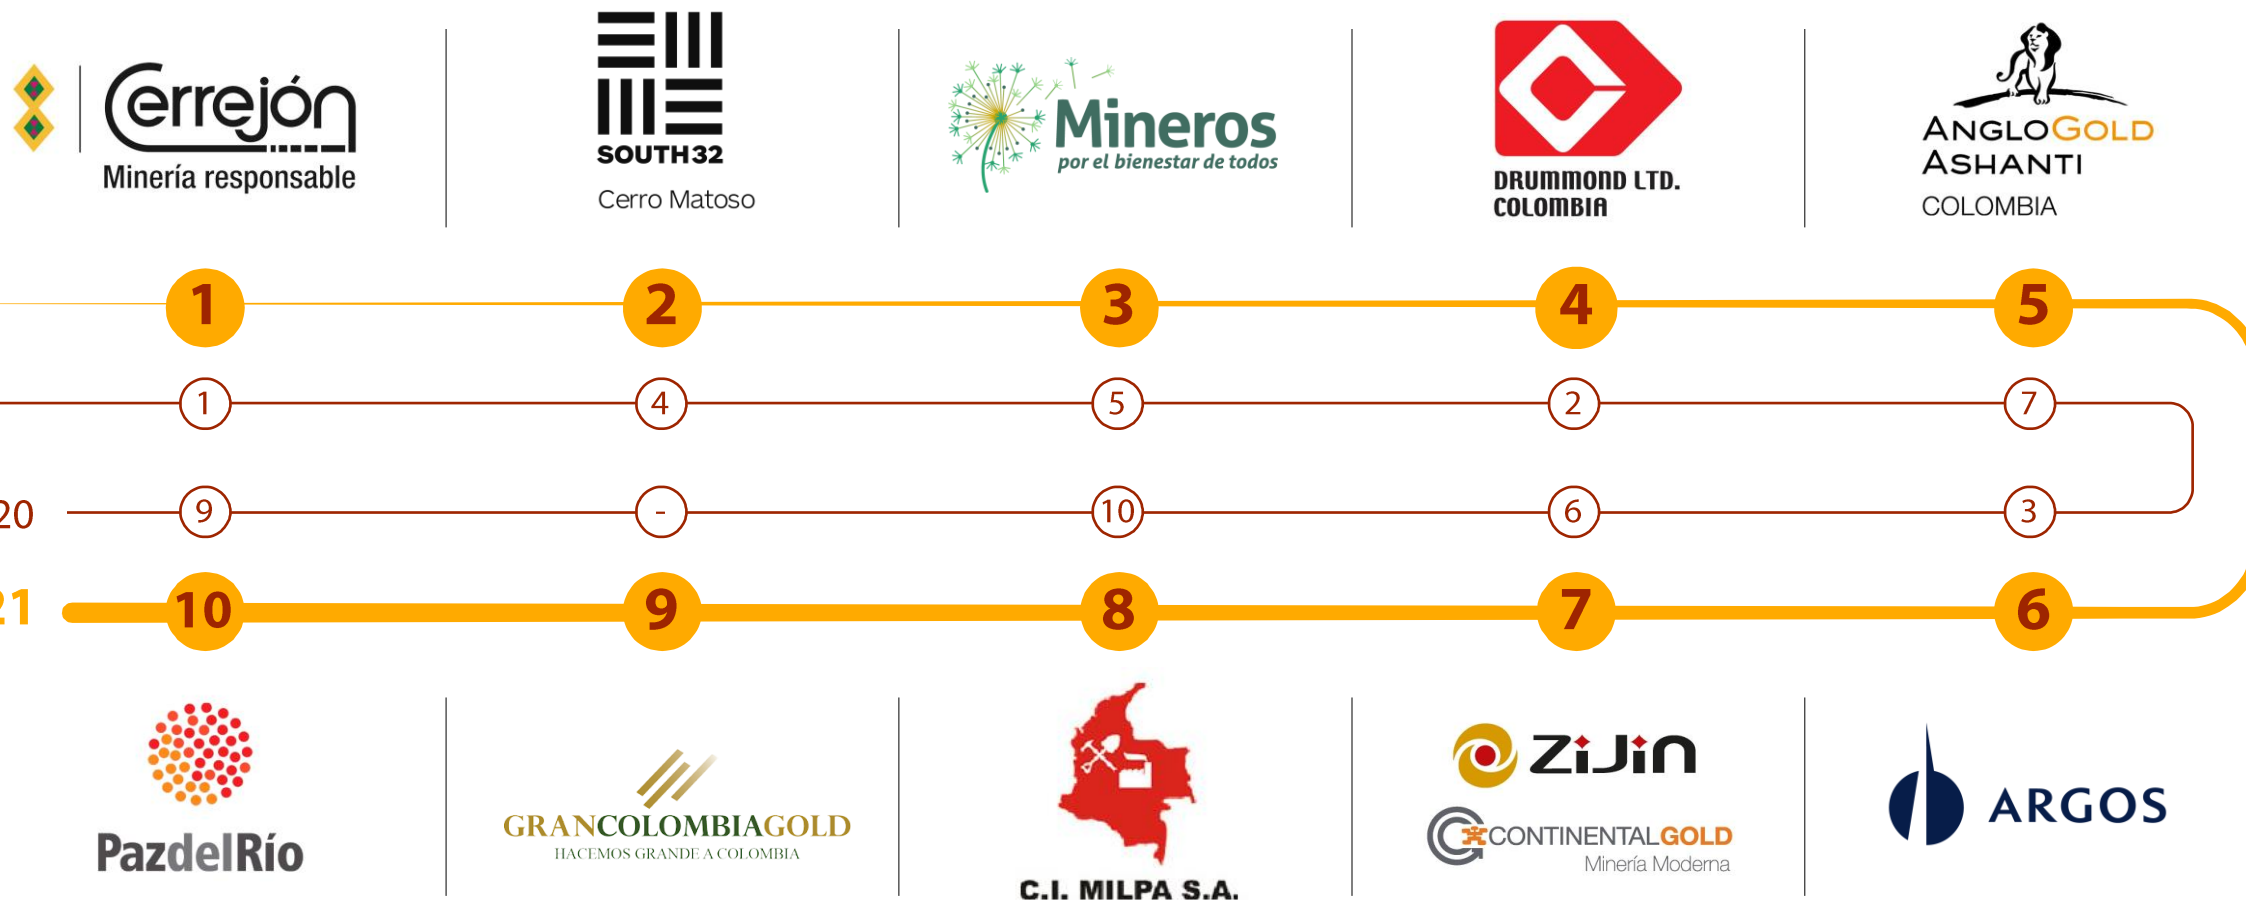 Cerrejón
Minería responsable
SOUTH32
Cerro Matoso
Mineros
por el bienestar de todos
DRUMMOND LTD.
COLOMBIA
ANGLOGOLD
ASHANTI
COLOMBIA
1 2 3 4 5
1 4 5 2 7
20 9 - 10 6 3
21 10 9 8 7 6
PazdelRío
GRANCOLOMBIAGOLD
HACEMOS GRANDE A COLOMBIA
C.I. MILPA S.A.
ZiJin
CONTINENTALGOLD
Minería Moderna
ARGOS